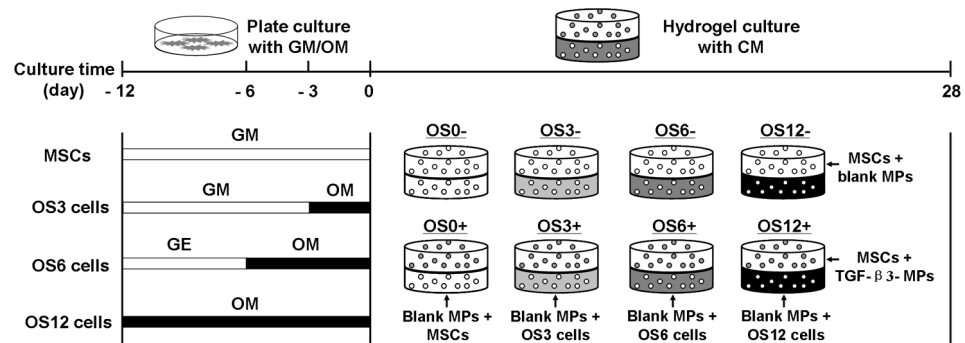 Plate culture
with GM/OM
Hydrogel culture
with CM
Culture time
(day)
- 12
- 6
- 3
0
28
MSCs
GM
OS3 cells
GM
OM
OS6 cells
GE
OM
OS12 cells
OM
OS0-
OS3-
OS6-
OS12-
MSCs +
blank MPs
OS0+
OS3+
OS6+
OS12+
MSCs +
TGF-β3-MPs
Blank MPs +
MSCs
Blank MPs +
OS3 cells
Blank MPs +
OS6 cells
Blank MPs +
OS12 cells